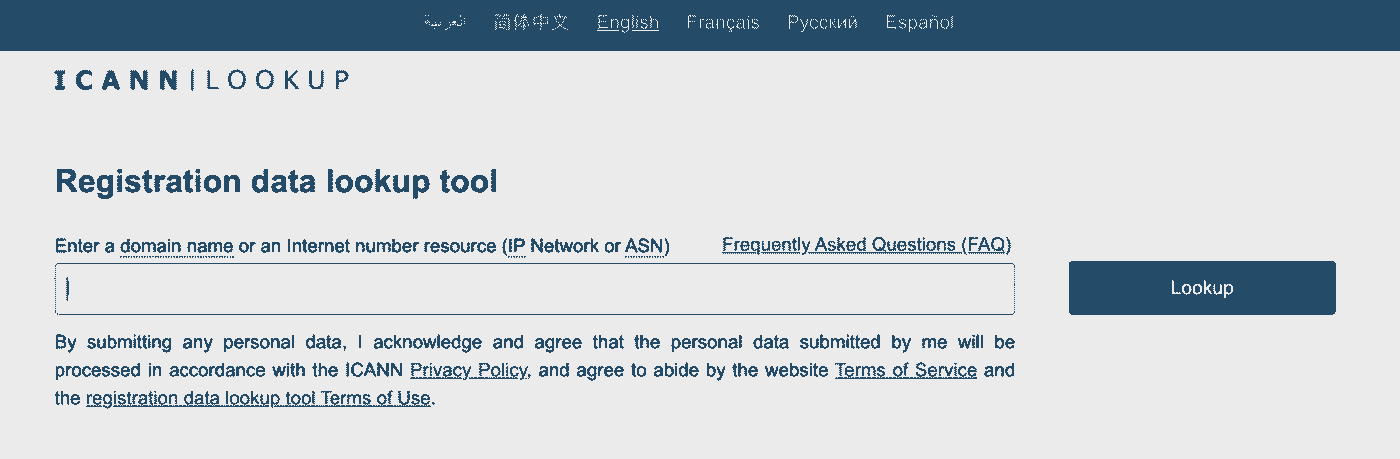 العربية 简体中文 English Français Русский Español
ICANN|LOOKUP
Registration data lookup tool
Enter a domain name or an Internet number resource (IP Network or ASN) Frequently Asked Questions (FAQ)
Lookup
By submitting any personal data, I acknowledge and agree that the personal data submitted by me will be
processed in accordance with the ICANN Privacy Policy, and agree to abide by the website Terms of Service and
the registration data lookup tool Terms of Use.